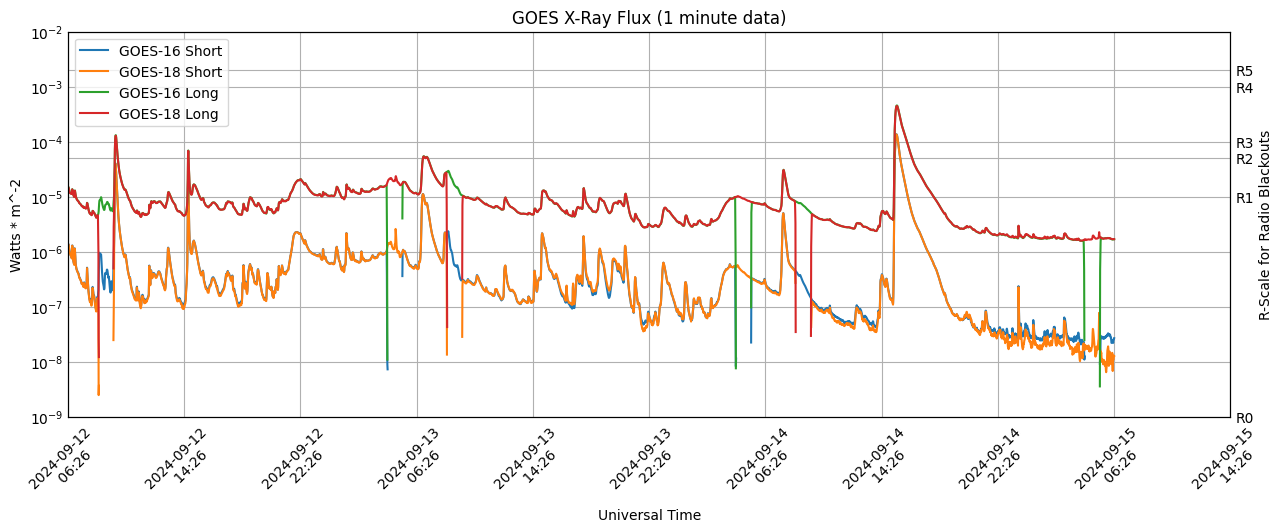 GOES X-Ray Flux (1 minute data)
GOES-16 Short
GOES-18 Short
GOES-16 Long
GOES-18 Long
10^-2
10^-3
10^-4
10^-5
10^-6
10^-7
10^-8
10^-9
Watts * m^-2
R5
R4
R3
R2
R1
R0
R-Scale for Radio Blackouts
2024-09-12
06:26
2024-09-12
14:26
2024-09-12
22:26
2024-09-13
06:26
2024-09-13
14:26
2024-09-13
22:26
2024-09-14
06:26
2024-09-14
14:26
2024-09-14
22:26
2024-09-15
06:26
2024-09-15
14:26
Universal Time